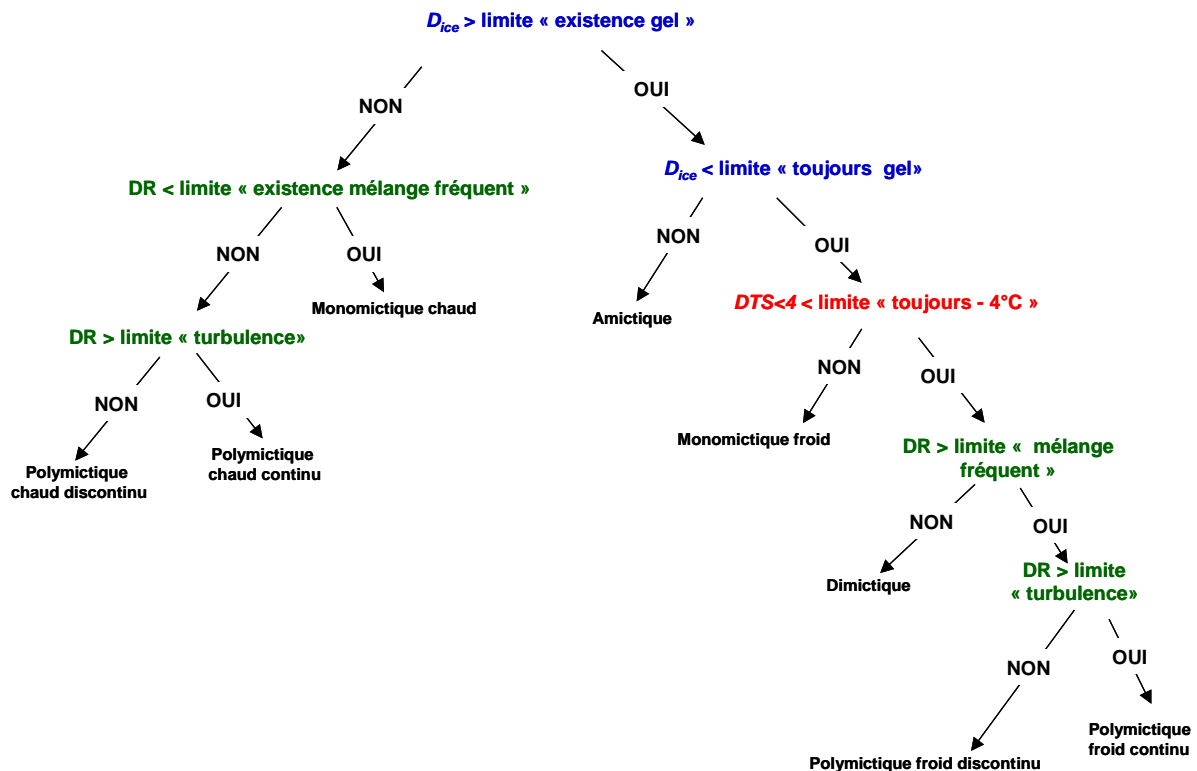 D_ice > limite « existence gel »
OUI
NON
D_ice < limite « toujours gel»
DR < limite « existence mélange fréquent »
NON
OUI
NON
OUI
Monomictique chaud
Amictique
DTS<4 < limite « toujours - 4°C »
DR > limite « turbulence»
NON
OUI
NON
OUI
Monomictique froid
Polymictique
chaud continu
Polymictique
chaud discontinu
DR > limite « mélange
fréquent »
NON
OUI
Dimictique
DR > limite
« turbulence»
NON
OUI
Polymictique
froid continu
Polymictique froid discontinu